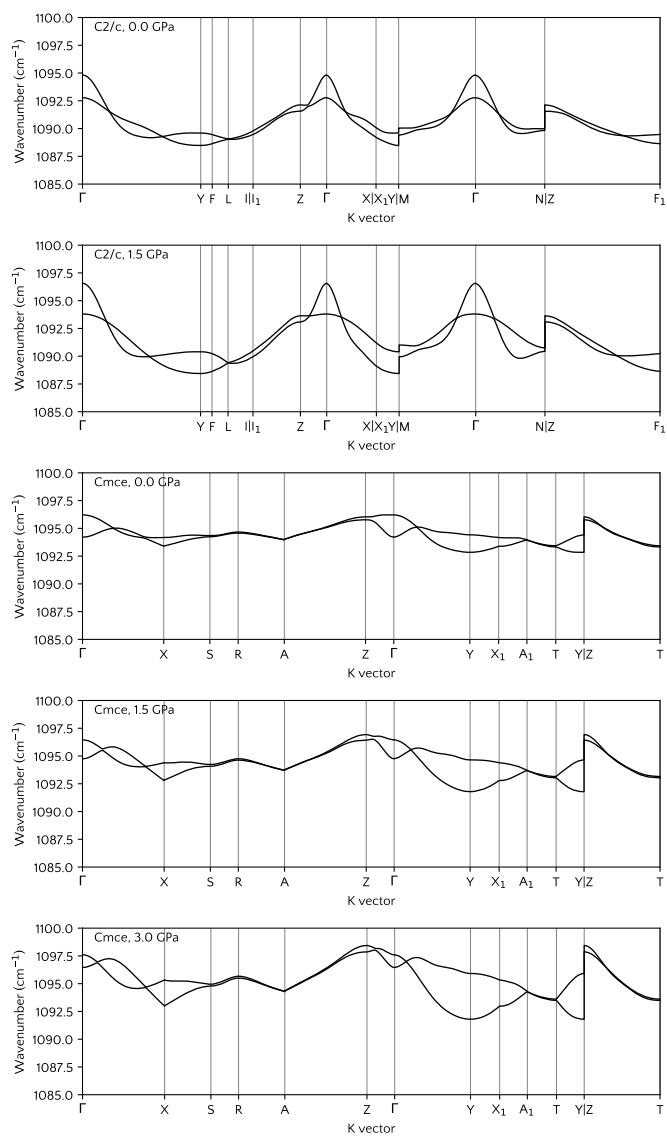 C2/c, 0.0 GPa
Wavenumber (cm⁻¹)
1100.0
1097.5
1095.0
1092.5
1090.0
1087.5
1085.0
Γ Y F L I|I₁ Z Γ X|X₁Y|M Γ N|Z F₁
K vector
C2/c, 1.5 GPa
Wavenumber (cm⁻¹)
1100.0
1097.5
1095.0
1092.5
1090.0
1087.5
1085.0
Γ Y F L I|I₁ Z Γ X|X₁Y|M Γ N|Z F₁
K vector
Cmce, 0.0 GPa
Wavenumber (cm⁻¹)
1100.0
1097.5
1095.0
1092.5
1090.0
1087.5
1085.0
Γ X S R A Z Γ Y X₁ A₁ T Y|Z T
K vector
Cmce, 1.5 GPa
Wavenumber (cm⁻¹)
1100.0
1097.5
1095.0
1092.5
1090.0
1087.5
1085.0
Γ X S R A Z Γ Y X₁ A₁ T Y|Z T
K vector
Cmce, 3.0 GPa
Wavenumber (cm⁻¹)
1100.0
1097.5
1095.0
1092.5
1090.0
1087.5
1085.0
Γ X S R A Z Γ Y X₁ A₁ T Y|Z T
K vector